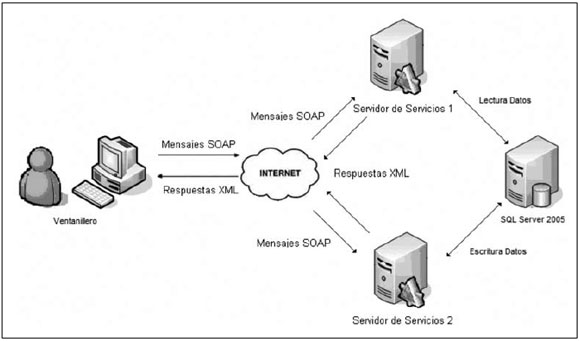 Servidor de Servicios 1
Lectura Datos
Mensajes SOAP
Mensajes SOAP
INTERNET
Respuestas XML
Respuestas XML
Ventanillero
SQL Server 2005
Mensajes SOAP
Escritura Datos
Servidor de Servicios 2